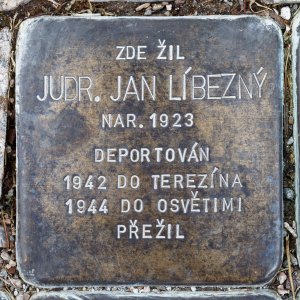 ZDE ŽIL
JUDR. JAN LÍBEZNÝ
NAR. 1923
DEPORTOVÁN
1942 DO TEREZÍNA
1944 DO OSVĚTIMI
PŘEŽIL